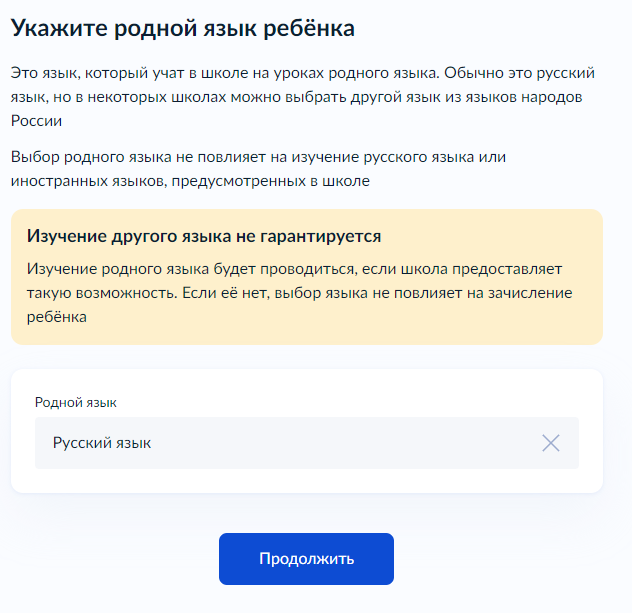 Укажите родной язык ребёнка
Это язык, который учат в школе на уроках родного языка. Обычно это русский
язык, но в некоторых школах можно выбрать другой язык из языков народов
России
Выбор родного языка не повлияет на изучение русского языка или
иностранных языков, предусмотренных в школе
Изучение другого языка не гарантируется
Изучение родного языка будет проводиться, если школа предоставляет
такую возможность. Если её нет, выбор языка не повлияет на зачисление
ребёнка
Родной язык
Русский язык
Продолжить